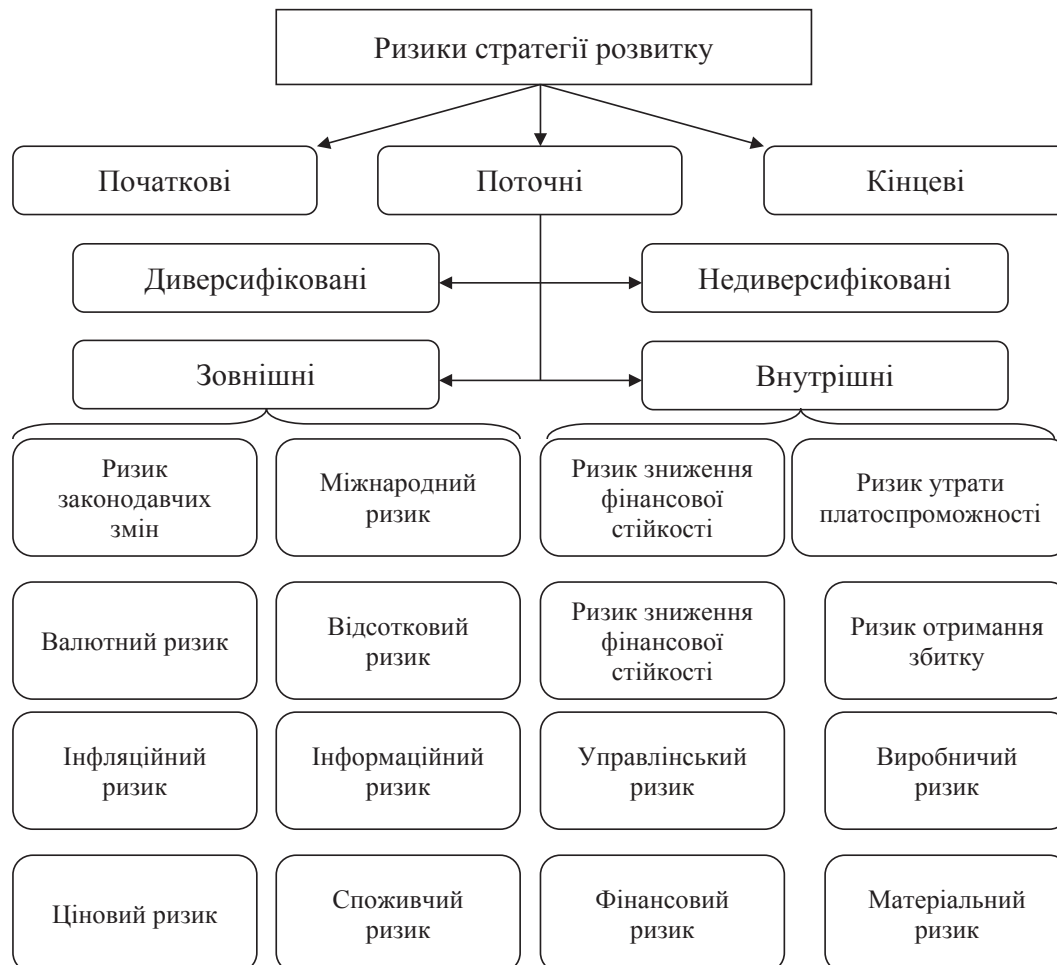 Ризики стратегії розвитку
Початкові
Поточні
Кінцеві
Диверсифіковані
Недиверсифіковані
Зовнішні
Внутрішні
Ризик
законодавчих
змін
Міжнародний
ризик
Ризик зниження
фінансової
стійкості
Ризик утрати
платоспроможності
Валютний ризик
Відсотковий
ризик
Ризик зниження
фінансової
стійкості
Ризик отримання
збитку
Інфляційний
ризик
Інформаційний
ризик
Управлінський
ризик
Виробничий
ризик
Ціновий ризик
Споживчий
ризик
Фінансовий
ризик
Матеріальний
ризик